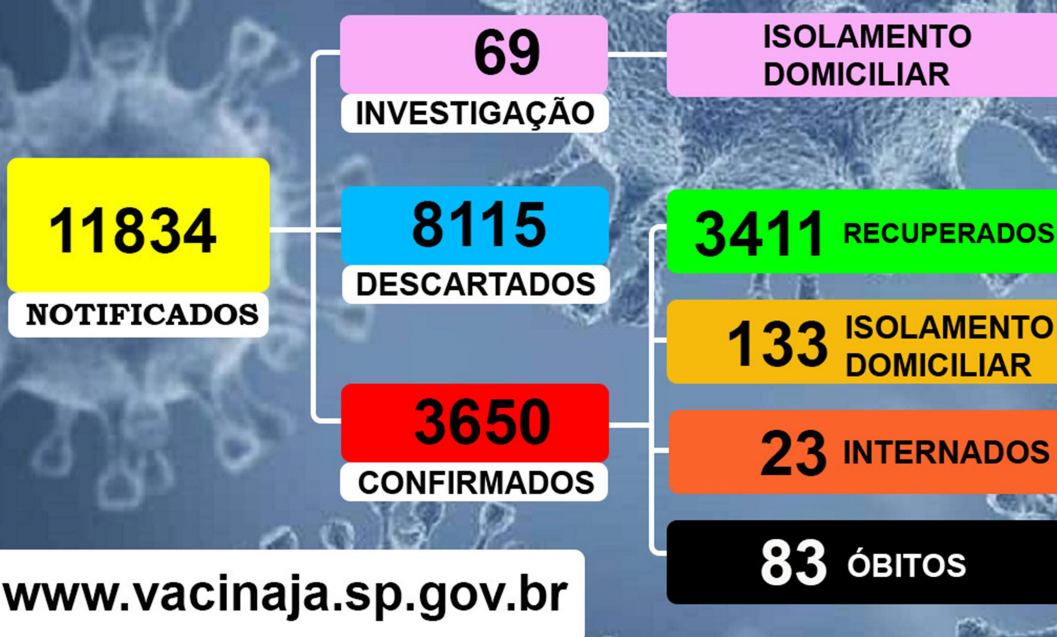 11834
NOTIFICADOS
69
INVESTIGAÇÃO
ISOLAMENTO
DOMICILIAR
8115
DESCARTADOS
3650
CONFIRMADOS
3411 RECUPERADOS
133 ISOLAMENTO
DOMICILIAR
23 INTERNADOS
83 ÓBITOS
www.vacinaja.sp.gov.br